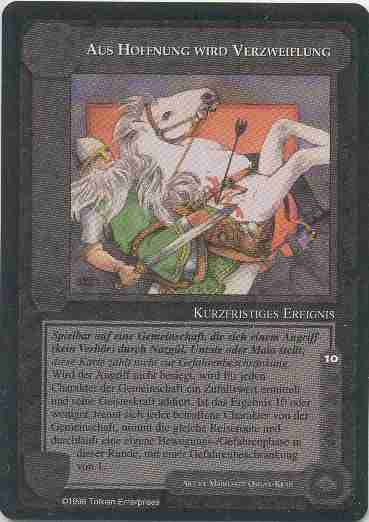 Aus Hoffnung wird Verzweiflung
Kurzfristiges Ereignis
Spielbar auf eine Gemeinschaft, die sich einem Angriff
(kein Verhör) durch Nazgûl, Untote oder Maia stellt,
diese Karte zählt nicht zur Gefahrenbeschränkung.
Wird der Angriff nicht besiegt, wird für jeden
Charakter der Gemeinschaft ein Zufallswert ermittelt
und seine Geisteskraft addiert. Ist das Ergebnis 10 oder
weniger, trennt sich jeder betroffene Charakter von der
Gemeinschaft, nimmt die gleiche Reiseroute und
durchläuft eine eigene Bewegungs-/Gefahrenphase in
dieser Runde, mit einer Gefahrenbeschränkung
von 1.
10
Art by
©1996 Tolkien Enterprises